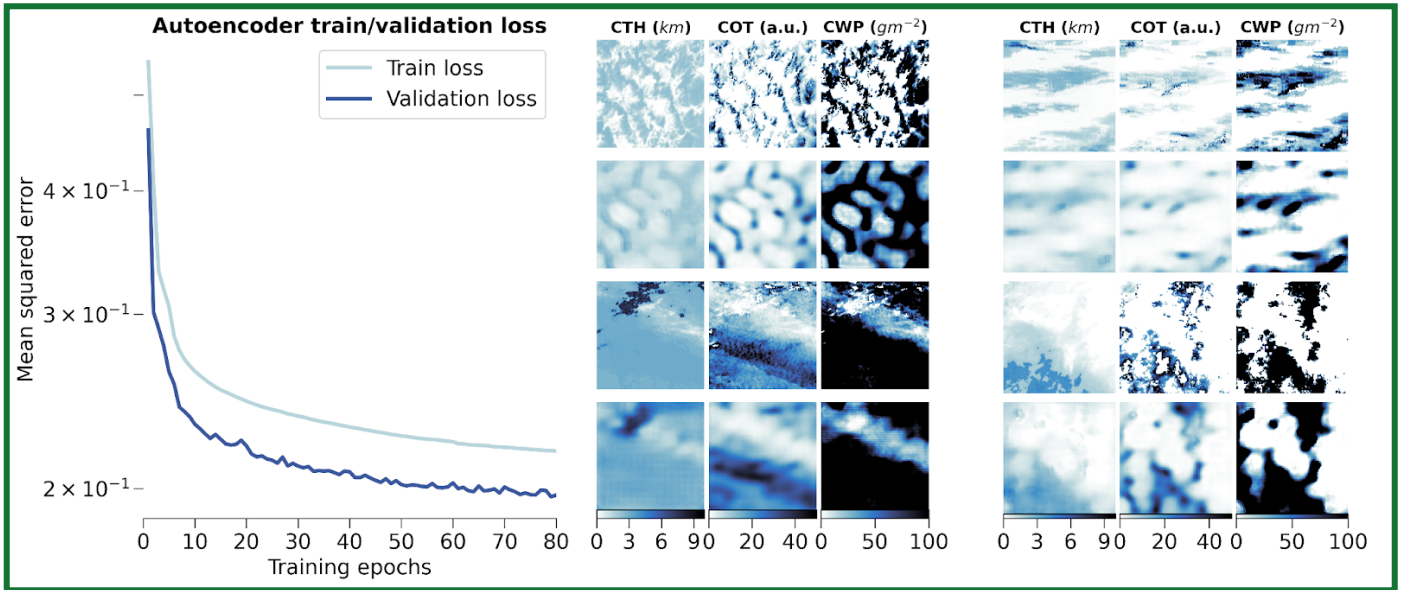 Autoencoder train/validation loss
Train loss
Validation loss
Mean squared error
4 × 10⁻¹
3 × 10⁻¹
2 × 10⁻¹
0 10 20 30 40 50 60 70 80
Training epochs
CTH (km) COT (a.u.) CWP (gm⁻²)
0 3 6 9 0 20 40 0 50 100
CTH (km) COT (a.u.) CWP (gm⁻²)
0 3 6 9 0 20 40 0 50 100